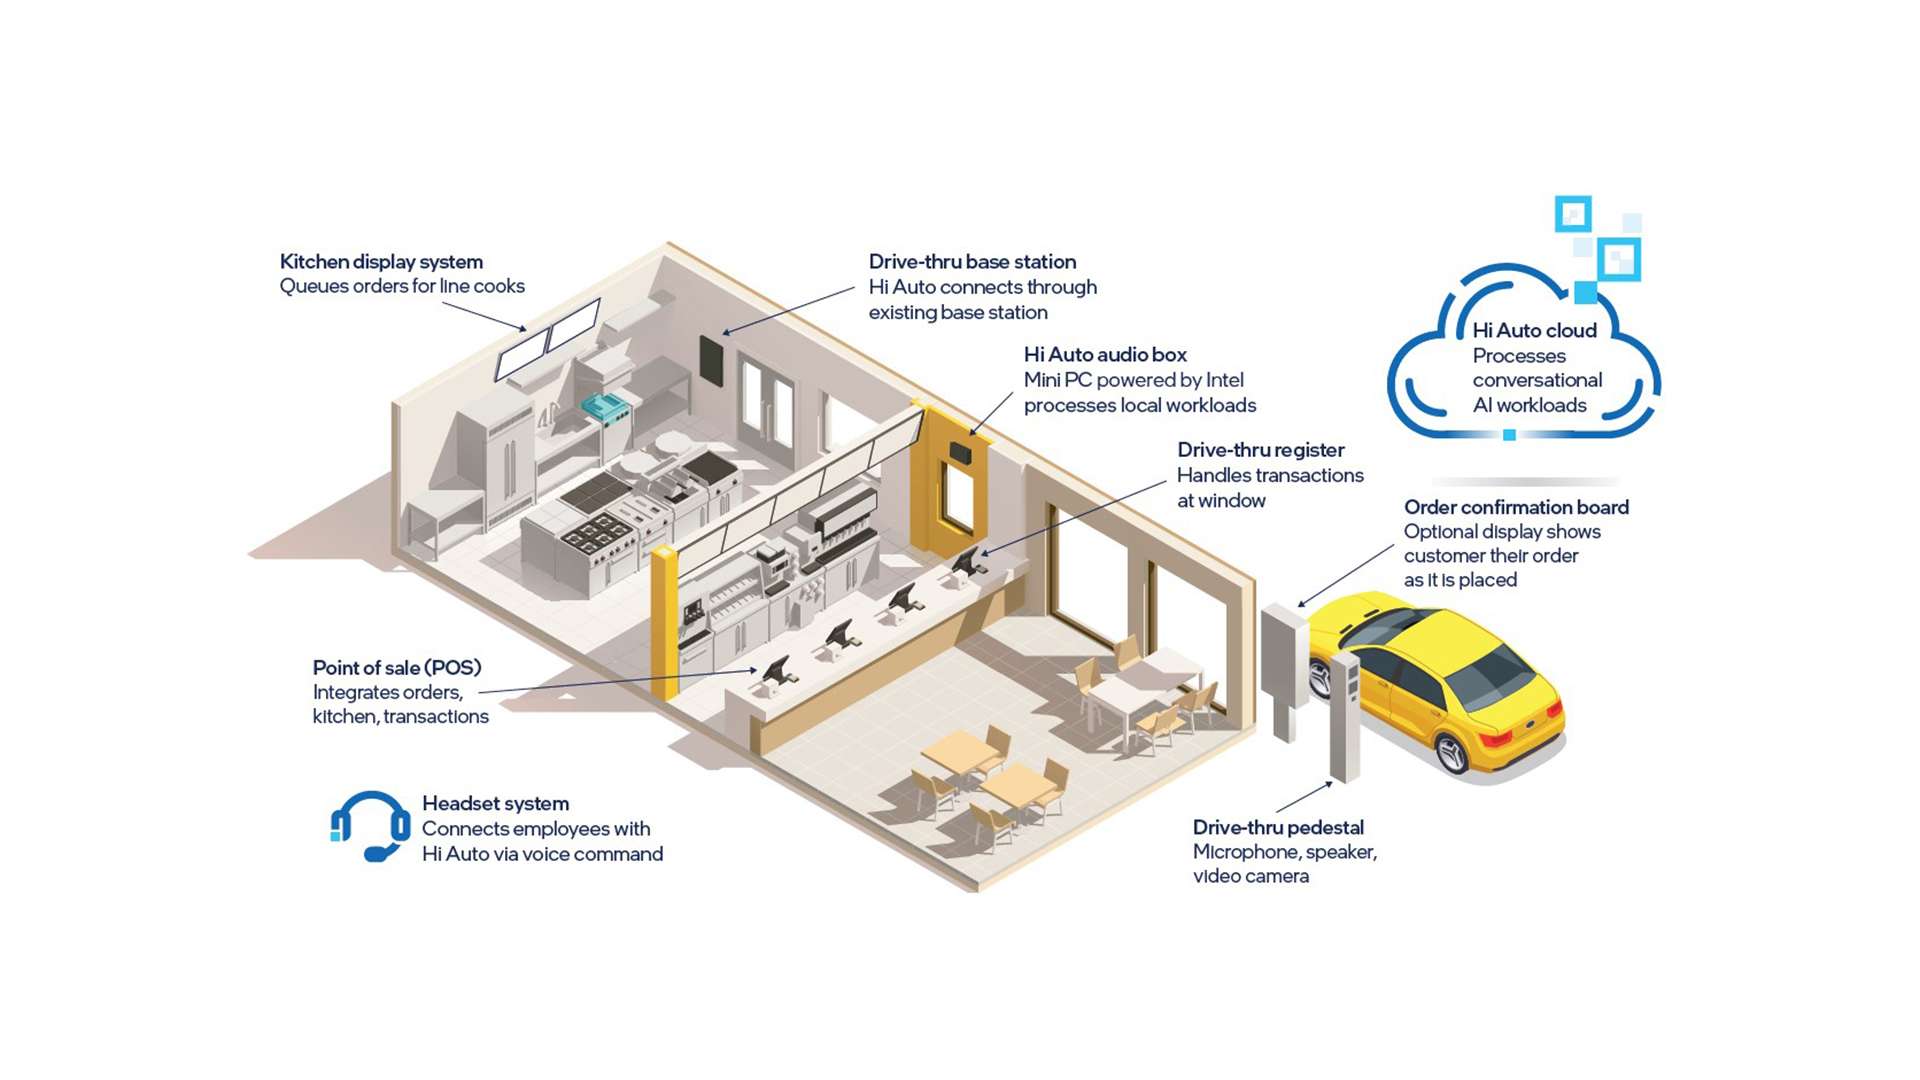 Kitchen display system
Queues orders for line cooks
Drive-thru base station
Hi Auto connects through
existing base station
Hi Auto audio box
Mini PC powered by Intel
processes local workloads
Drive-thru register
Handles transactions
at window
Hi Auto cloud
Processes
conversational
AI workloads
Order confirmation board
Optional display shows
customer their order
as it is placed
Point of sale (POS)
Integrates orders,
kitchen, transactions
Headset system
Connects employees with
Hi Auto via voice command
Drive-thru pedestal
Microphone, speaker,
video camera